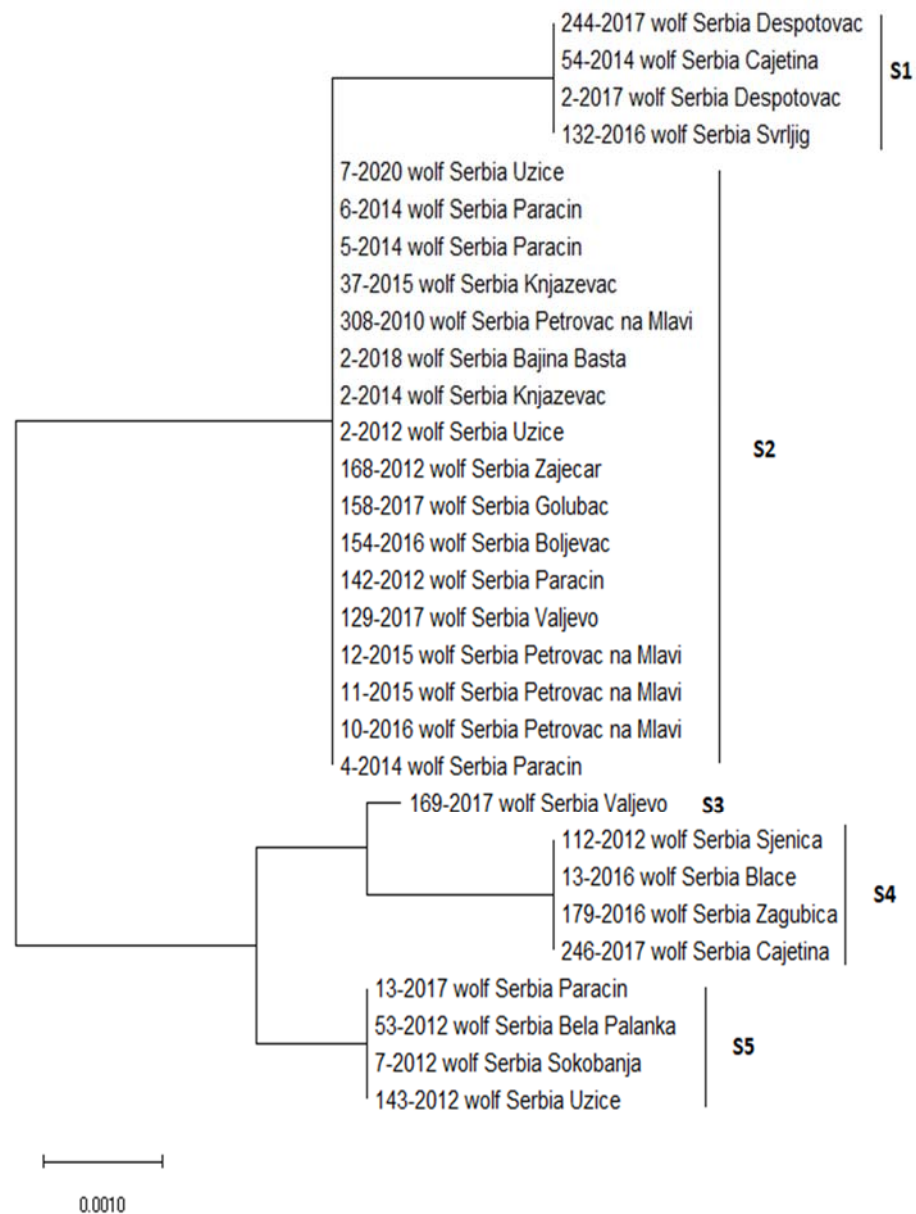 244-2017 wolf Serbia Despotovac
54-2014 wolf Serbia Cajetina
S1
2-2017 wolf Serbia Despotovac
132-2016 wolf Serbia Svrljig
7-2020 wolf Serbia Uzice
6-2014 wolf Serbia Paracin
5-2014 wolf Serbia Paracin
37-2015 wolf Serbia Knjazevac
308-2010 wolf Serbia Petrovac na Mlavi
2-2018 wolf Serbia Bajina Basta
2-2014 wolf Serbia Knjazevac
2-2012 wolf Serbia Uzice
S2
168-2012 wolf Serbia Zajecar
158-2017 wolf Serbia Golubac
154-2016 wolf Serbia Boljevac
142-2012 wolf Serbia Paracin
129-2017 wolf Serbia Valjevo
12-2015 wolf Serbia Petrovac na Mlavi
11-2015 wolf Serbia Petrovac na Mlavi
10-2016 wolf Serbia Petrovac na Mlavi
4-2014 wolf Serbia Paracin
169-2017 wolf Serbia Valjevo S3
112-2012 wolf Serbia Sjenica
13-2016 wolf Serbia Blace
S4
179-2016 wolf Serbia Zagubica
246-2017 wolf Serbia Cajetina
13-2017 wolf Serbia Paracin
53-2012 wolf Serbia Bela Palanka
S5
7-2012 wolf Serbia Sokobanja
143-2012 wolf Serbia Uzice
0.0010